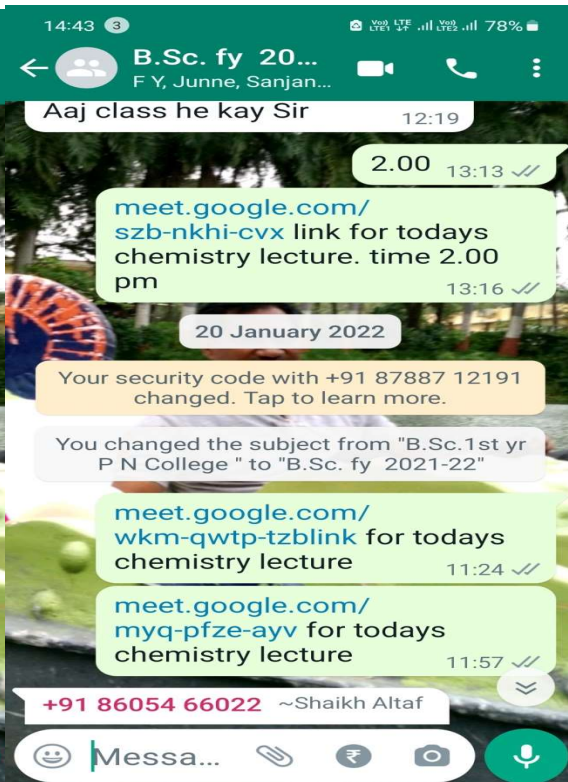 14:43 3 Vo) LTE1 LTE Vo) LTE2 78%
B.Sc. fy 20...
F Y, Junne, Sanjan...
Aaj class he kay Sir
12:19
2.00 13:13
meet.google.com/
szb-nkhi-cvx link for todays
chemistry lecture. time 2.00
pm
13:16
20 January 2022
Your security code with +91 87887 12191
changed. Tap to learn more.
You changed the subject from "B.Sc.1st yr
P N College " to "B.Sc. fy 2021-22"
meet.google.com/
wkm-qwtp-tzblink for todays
chemistry lecture 11:24
meet.google.com/
myq-pfze-ayv for todays
chemistry lecture 11:57
+91 86054 66022 ~Shaikh Altaf
Messa... ₹